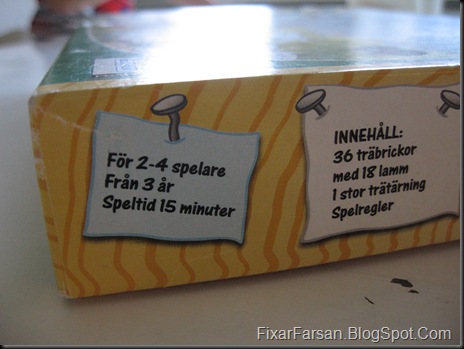 För 2-4 spelare
Från 3 år
Speltid 15 minuter
INNEHÅLL:
36 träbrickor
med 18 lamm
1 stor trätärning
Spelregler
FixarFarsan.BlogSpot.Com